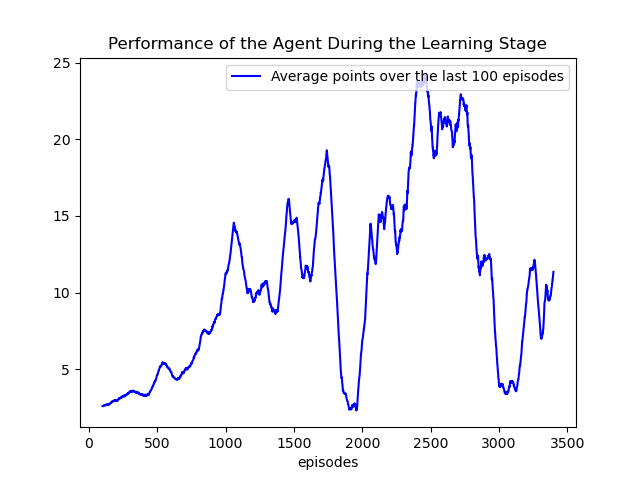 Performance of the Agent During the Learning Stage
Average points over the last 100 episodes
25
20
15
10
5
0 500 1000 1500 2000 2500 3000 3500
episodes